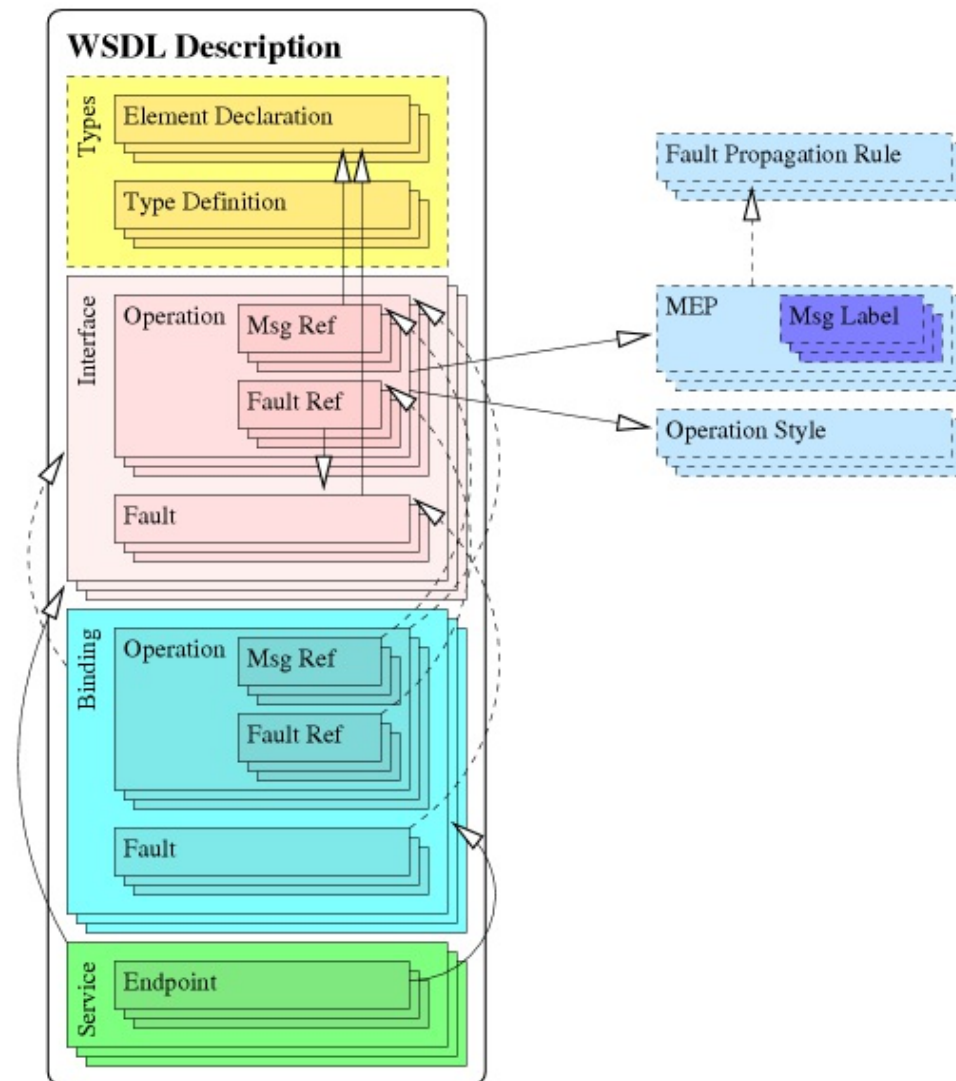 WSDL Description
Types
Element Declaration
Type Definition
Interface
Operation
Msg Ref
Fault Ref
Fault
Binding
Operation
Msg Ref
Fault Ref
Fault
Service
Endpoint
Fault Propagation Rule
MEP
Msg Label
Operation Style